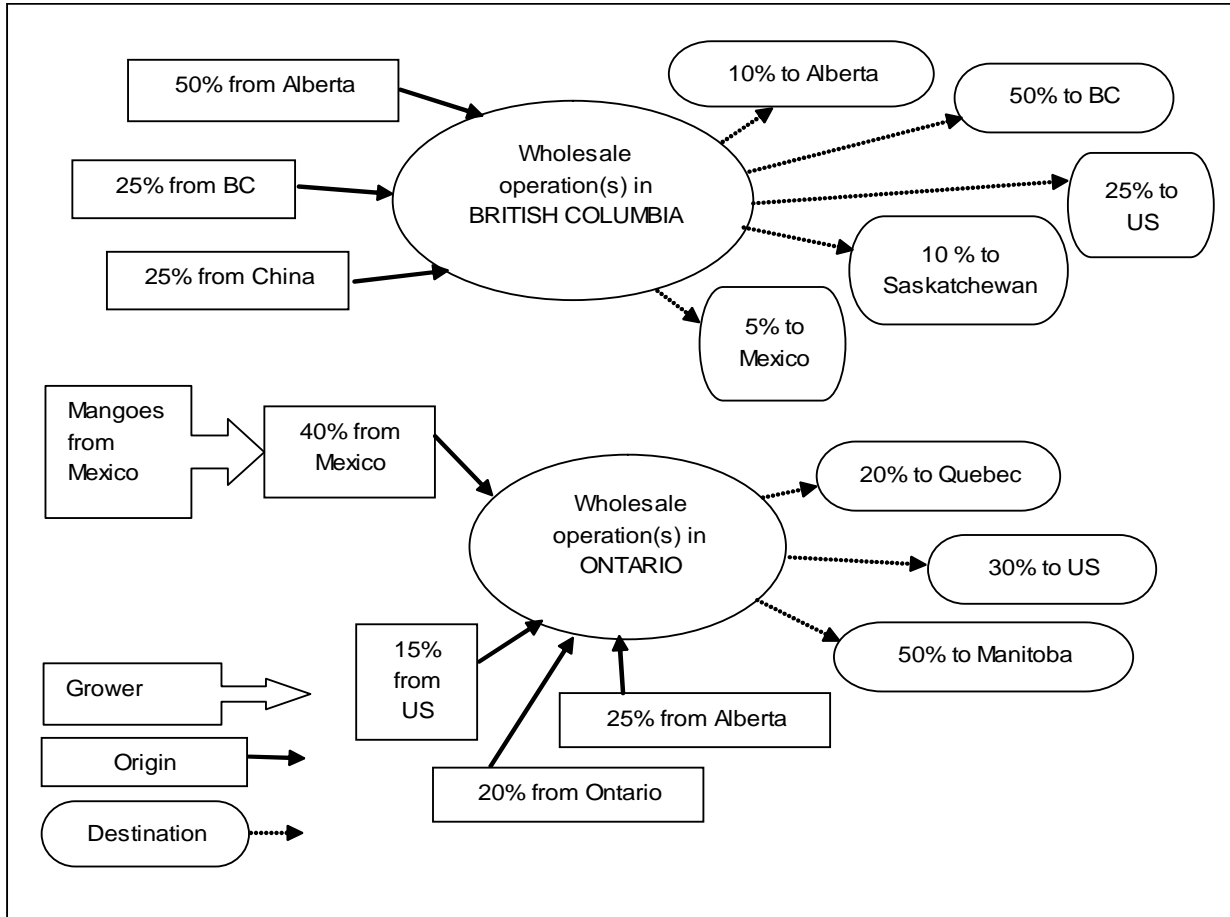 50% from Alberta
10% to Alberta
50% to BC
Wholesale
operation(s) in
BRITISH COLUMBIA
25% from BC
25% to
US
25% from China
10 % to
Saskatchewan
5% to
Mexico
Mangoes
from
Mexico
40% from
Mexico
20% to Quebec
Wholesale
operation(s) in
ONTARIO
30% to US
15%
from
US
50% to Manitoba
Grower
25% from Alberta
Origin
20% from Ontario
Destination